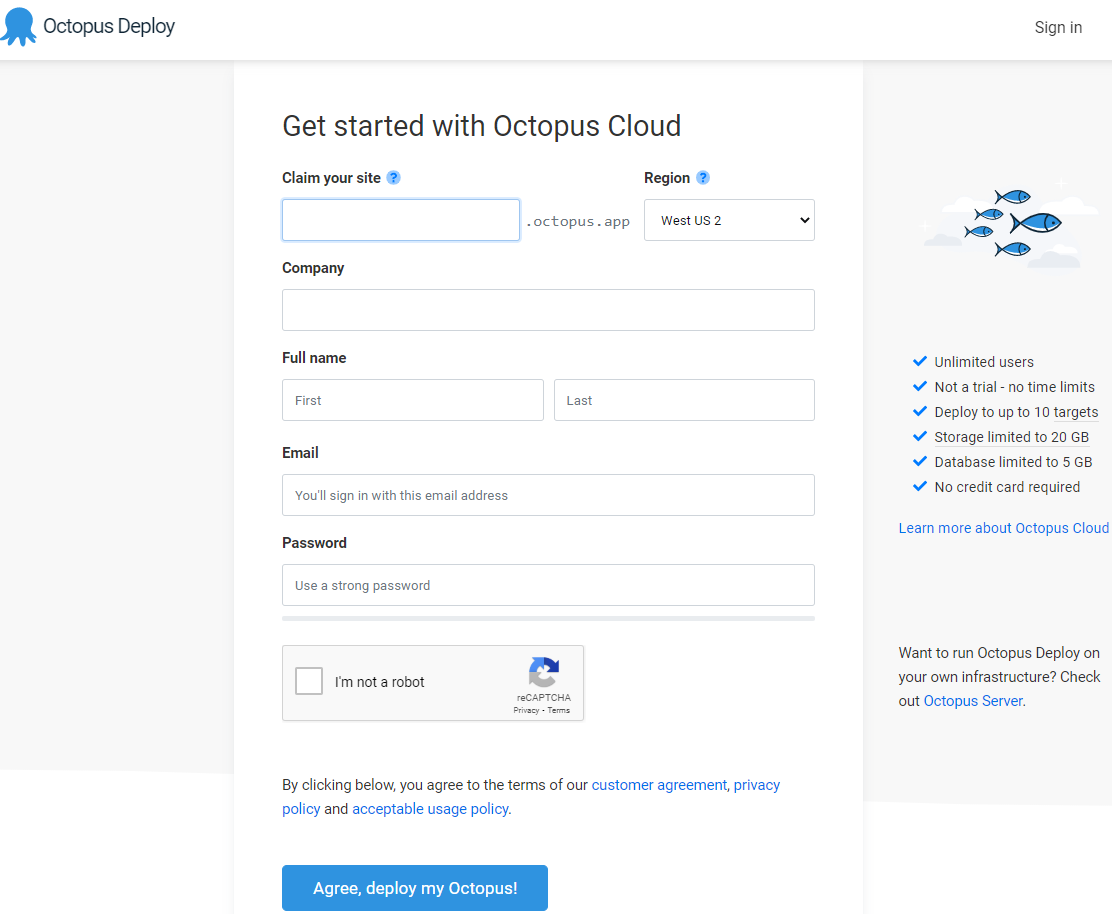 Octopus Deploy
Sign in
Get started with Octopus Cloud
Claim your site ?
Region ?
.octopus.app
West US 2
Company
Full name
First
Last
Email
You'll sign in with this email address
Password
Use a strong password
I'm not a robot
reCAPTCHA
Privacy - Terms
By clicking below, you agree to the terms of our customer agreement, privacy
policy and acceptable usage policy.
Agree, deploy my Octopus!
Unlimited users
Not a trial - no time limits
Deploy to up to 10 targets
Storage limited to 20 GB
Database limited to 5 GB
No credit card required
Learn more about Octopus Cloud
Want to run Octopus Deploy on
your own infrastructure? Check
out Octopus Server.